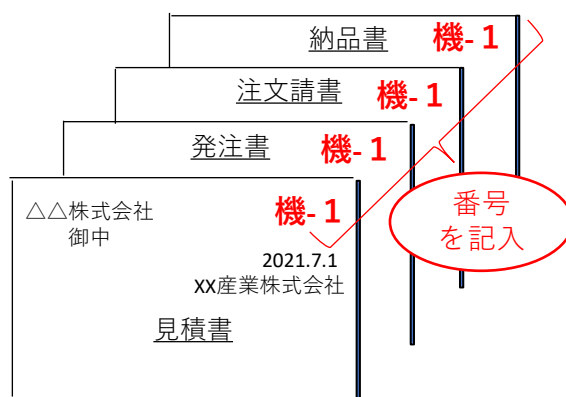 納品書 機-1
注文請書 機-1
発注書 機-1
機-1
△△株式会社
御中
2021.7.1
XX産業株式会社
見積書
番号
を記入